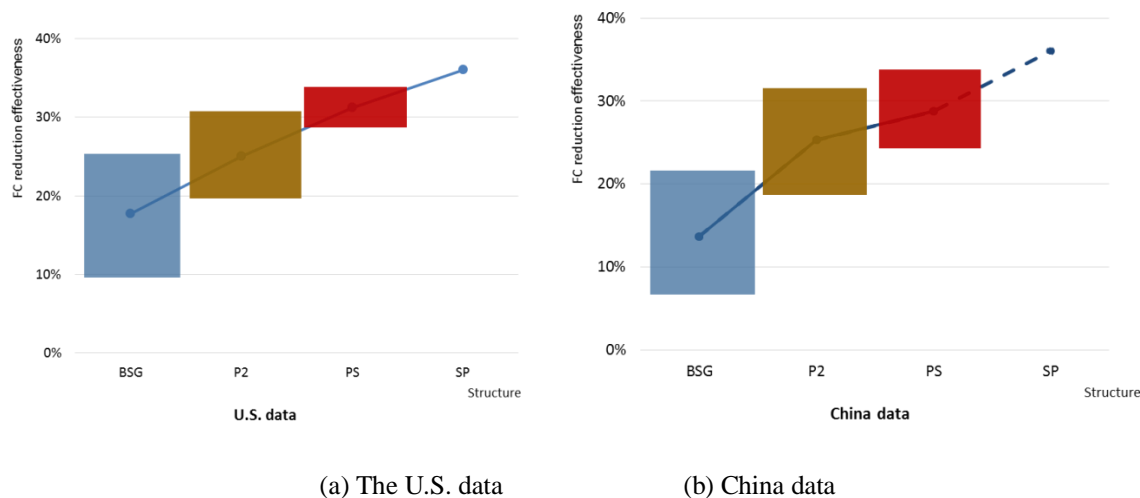 FC reduction effectiveness
40%
30%
20%
10%
0%
BSG P2 PS SP
Structure
U.S. data
FC reduction effectiveness
40%
30%
20%
10%
0%
BSG P2 PS SP
Structure
China data
(a) The U.S. data (b) China data